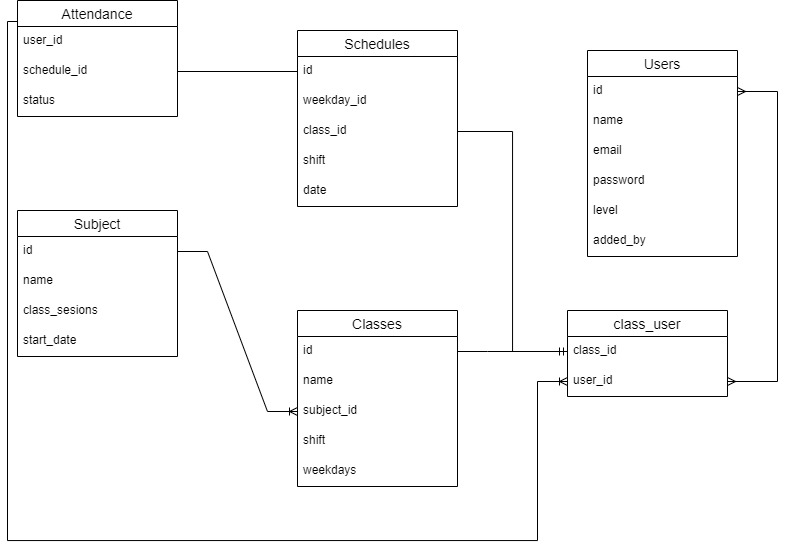 Attendance
user_id
schedule_id
status
Schedules
id
weekday_id
class_id
shift
date
Users
id
name
email
password
level
added_by
Subject
id
name
class_sesions
start_date
Classes
id
name
subject_id
shift
weekdays
class_user
class_id
user_id